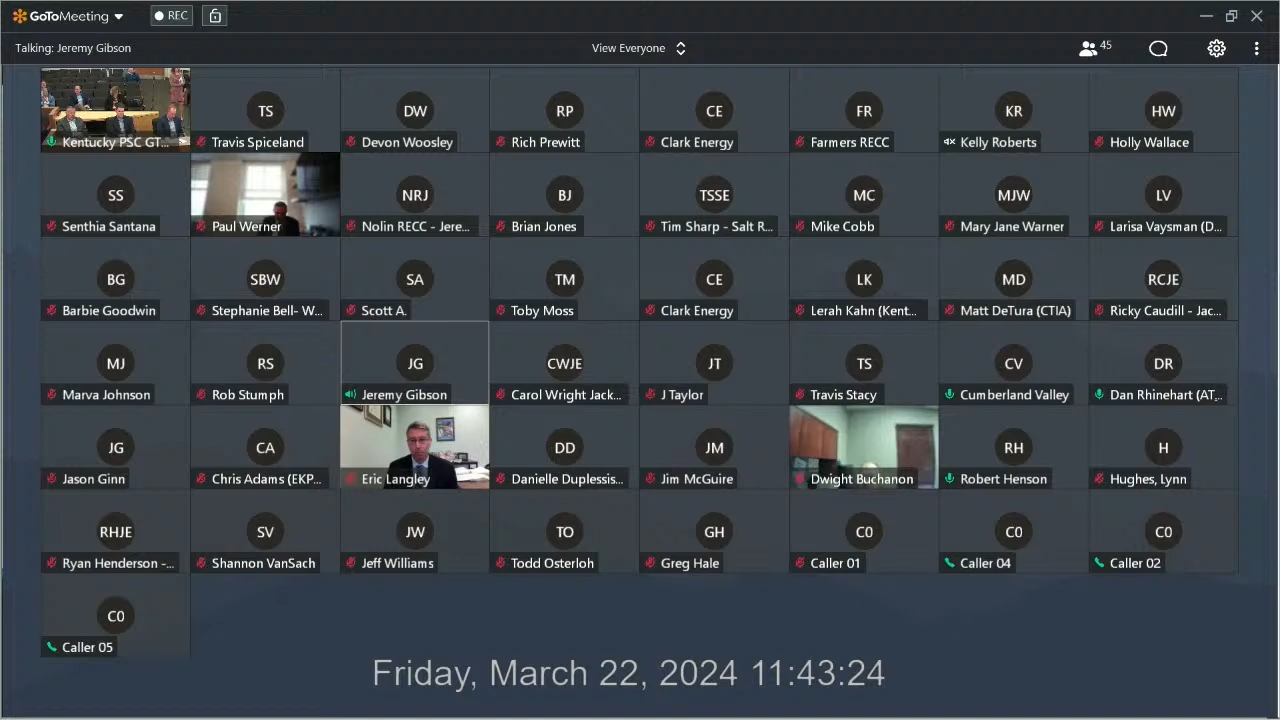 GoToMeeting
REC
Talking: Jeremy Gibson
View Everyone
45
TS DW RP CE FR KR HW
Kentucky PSC GT... Travis Spiceland Devon Woosley Rich Prewitt Clark Energy Farmers RECC Kelly Roberts Holly Wallace
SS NRJ BJ TSSE MC MJW LV
Senthia Santana Paul Werner Nolin RECC - Jere... Brian Jones Tim Sharp - Salt R... Mike Cobb Mary Jane Warner Larisa Vaysman (D...
BG SBW SA TM CE LK MD RCJE
Barbie Goodwin Stephanie Bell- W... Scott A. Toby Moss Clark Energy Lerah Kahn (Kent... Matt DeTura (CTIA) Ricky Caudill - Jac...
MJ RS JG CWJE JT TS CV DR
Marva Johnson Rob Stumph Jeremy Gibson Carol Wright Jack... J Taylor Travis Stacy Cumberland Valley Dan Rhinehart (AT,..
JG CA DD JM RH H
Jason Ginn Chris Adams (EKP... Eric Langley Danielle Duplessis... Jim McGuire Dwight Buchanon Robert Henson Hughes, Lynn
RHJE SV JW TO GH C0 C0 C0
Ryan Henderson -... Shannon VanSach Jeff Williams Todd Osterloh Greg Hale Caller 01 Caller 04 Caller 02
C0
Caller 05
Friday, March 22, 2024 11:43:24